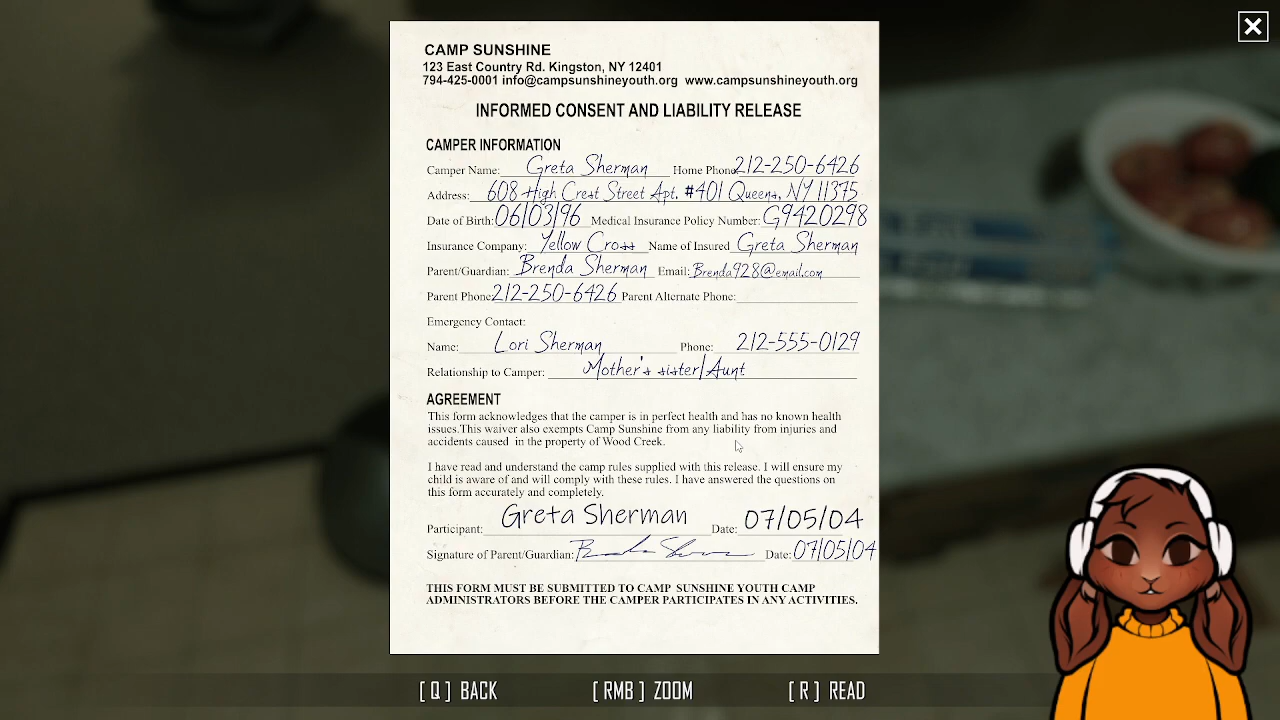 CAMP SUNSHINE
123 East Country Rd. Kingston, NY 12401
794-425-0001 info@campsunshineyouth.org www.campsunshineyouth.org
INFORMED CONSENT AND LIABILITY RELEASE
CAMPER INFORMATION
Camper Name: Greta Sherman Home Phone 212-250-6426
Address: 608 High Crest Street Apt. #401 Queens, NY 11375
Date of Birth: 06/03/96 Medical Insurance Policy Number: G9420298
Insurance Company: Yellow Cross Name of Insured Greta Sherman
Parent/Guardian: Brenda Sherman Email: Brenda928@email.com
Parent Phone 212-250-6426 Parent Alternate Phone:
Emergency Contact:
Name: Lori Sherman Phone: 212-555-0129
Relationship to Camper: Mother's sister/Aunt
AGREEMENT
This form acknowledges that the camper is in perfect health and has no known health
issues.This waiver also exempts Camp Sunshine from any liability from injuries and
accidents caused in the property of Wood Creek.
I have read and understand the camp rules supplied with this release. I will ensure my
child is aware of and will comply with these rules. I have answered the questions on
this form accurately and completely.
Participant: Greta Sherman Date: 07/05/04
Signature of Parent/Guardian: Brenda Sherman Date: 07/05/04
THIS FORM MUST BE SUBMITTED TO CAMP SUNSHINE YOUTH CAMP
ADMINISTRATORS BEFORE THE CAMPER PARTICIPATES IN ANY ACTIVITIES.
[ Q ] BACK [ RMB ] ZOOM [ R ] READ